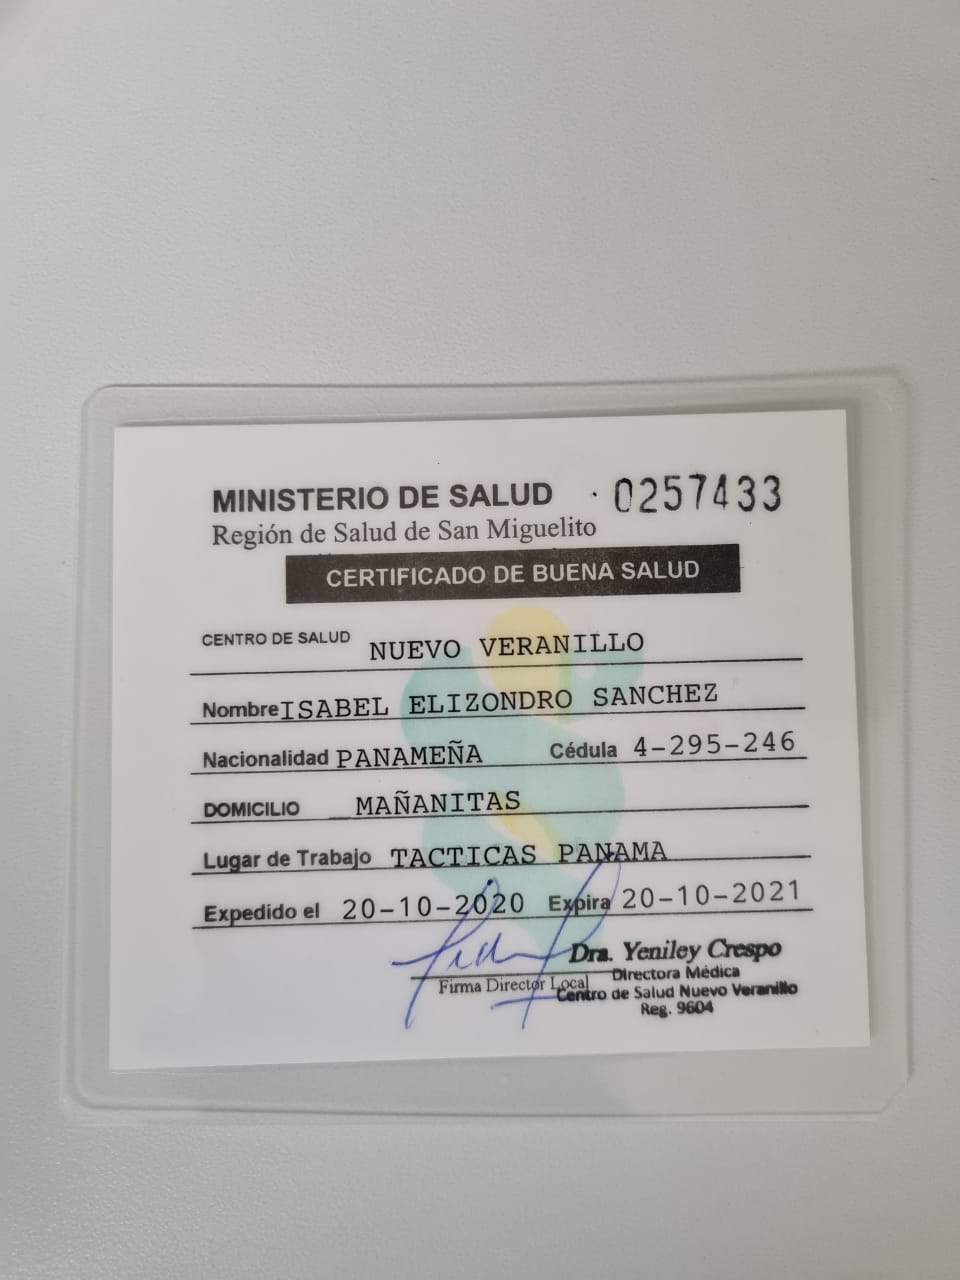 MINISTERIO DE SALUD 0257433
Región de Salud de San Miguelito
CERTIFICADO DE BUENA SALUD
CENTRO DE SALUD NUEVO VERANILLO
Nombre ISABEL ELIZONDRO SANCHEZ
Nacionalidad PANAMEÑA Cédula 4-295-246
DOMICILIO MAÑANITAS
Lugar de Trabajo TACTICAS PANAMA
Expedido el 20-10-2020 Expira 20-10-2021
Dra. Yeniley Crespo
Directora Médica
Firma Director Local
Centro de Salud Nuevo Veranillo
Reg. 9604